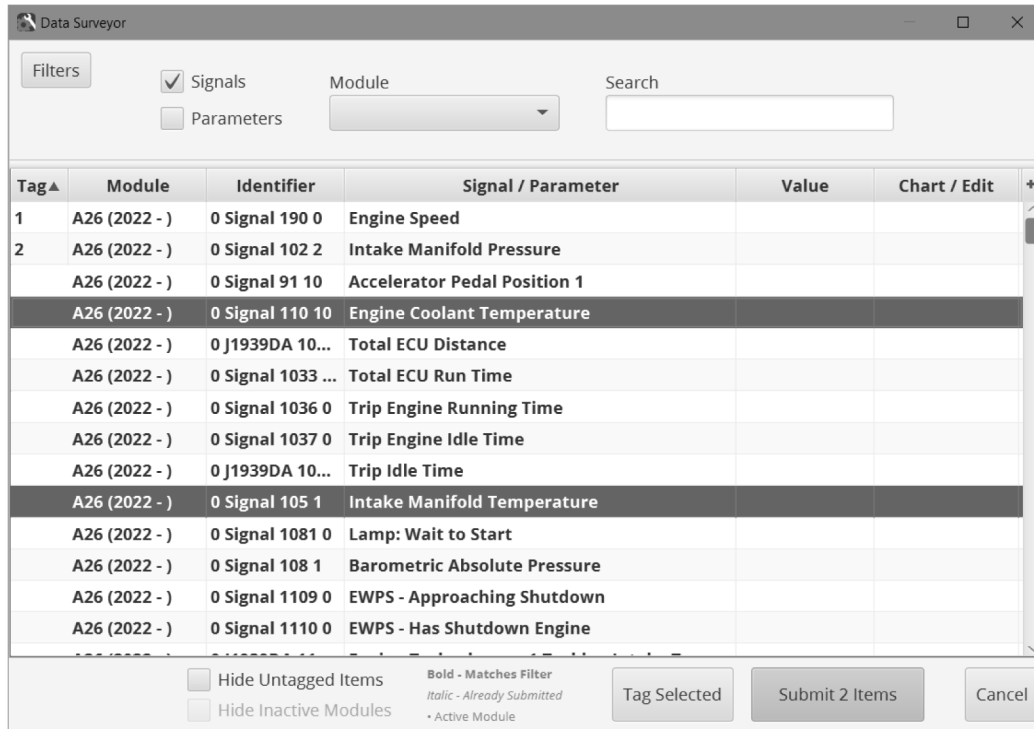 Data Surveyor
Filters
Signals
Parameters
Module
Search
Tag Module Identifier Signal / Parameter Value Chart / Edit +
1 A26 (2022 - ) 0 Signal 190 0 Engine Speed
2 A26 (2022 - ) 0 Signal 102 2 Intake Manifold Pressure
A26 (2022 - ) 0 Signal 91 10 Accelerator Pedal Position 1
A26 (2022 - ) 0 Signal 110 10 Engine Coolant Temperature
A26 (2022 - ) 0 J1939DA 10... Total ECU Distance
A26 (2022 - ) 0 Signal 1033 ... Total ECU Run Time
A26 (2022 - ) 0 Signal 1036 0 Trip Engine Running Time
A26 (2022 - ) 0 Signal 1037 0 Trip Engine Idle Time
A26 (2022 - ) 0 J1939DA 10... Trip Idle Time
A26 (2022 - ) 0 Signal 105 1 Intake Manifold Temperature
A26 (2022 - ) 0 Signal 1081 0 Lamp: Wait to Start
A26 (2022 - ) 0 Signal 108 1 Barometric Absolute Pressure
A26 (2022 - ) 0 Signal 1109 0 EWPS - Approaching Shutdown
A26 (2022 - ) 0 Signal 1110 0 EWPS - Has Shutdown Engine
Hide Untagged Items
Hide Inactive Modules
Bold - Matches Filter
Italic - Already Submitted
• Active Module
Tag Selected
Submit 2 Items
Cancel